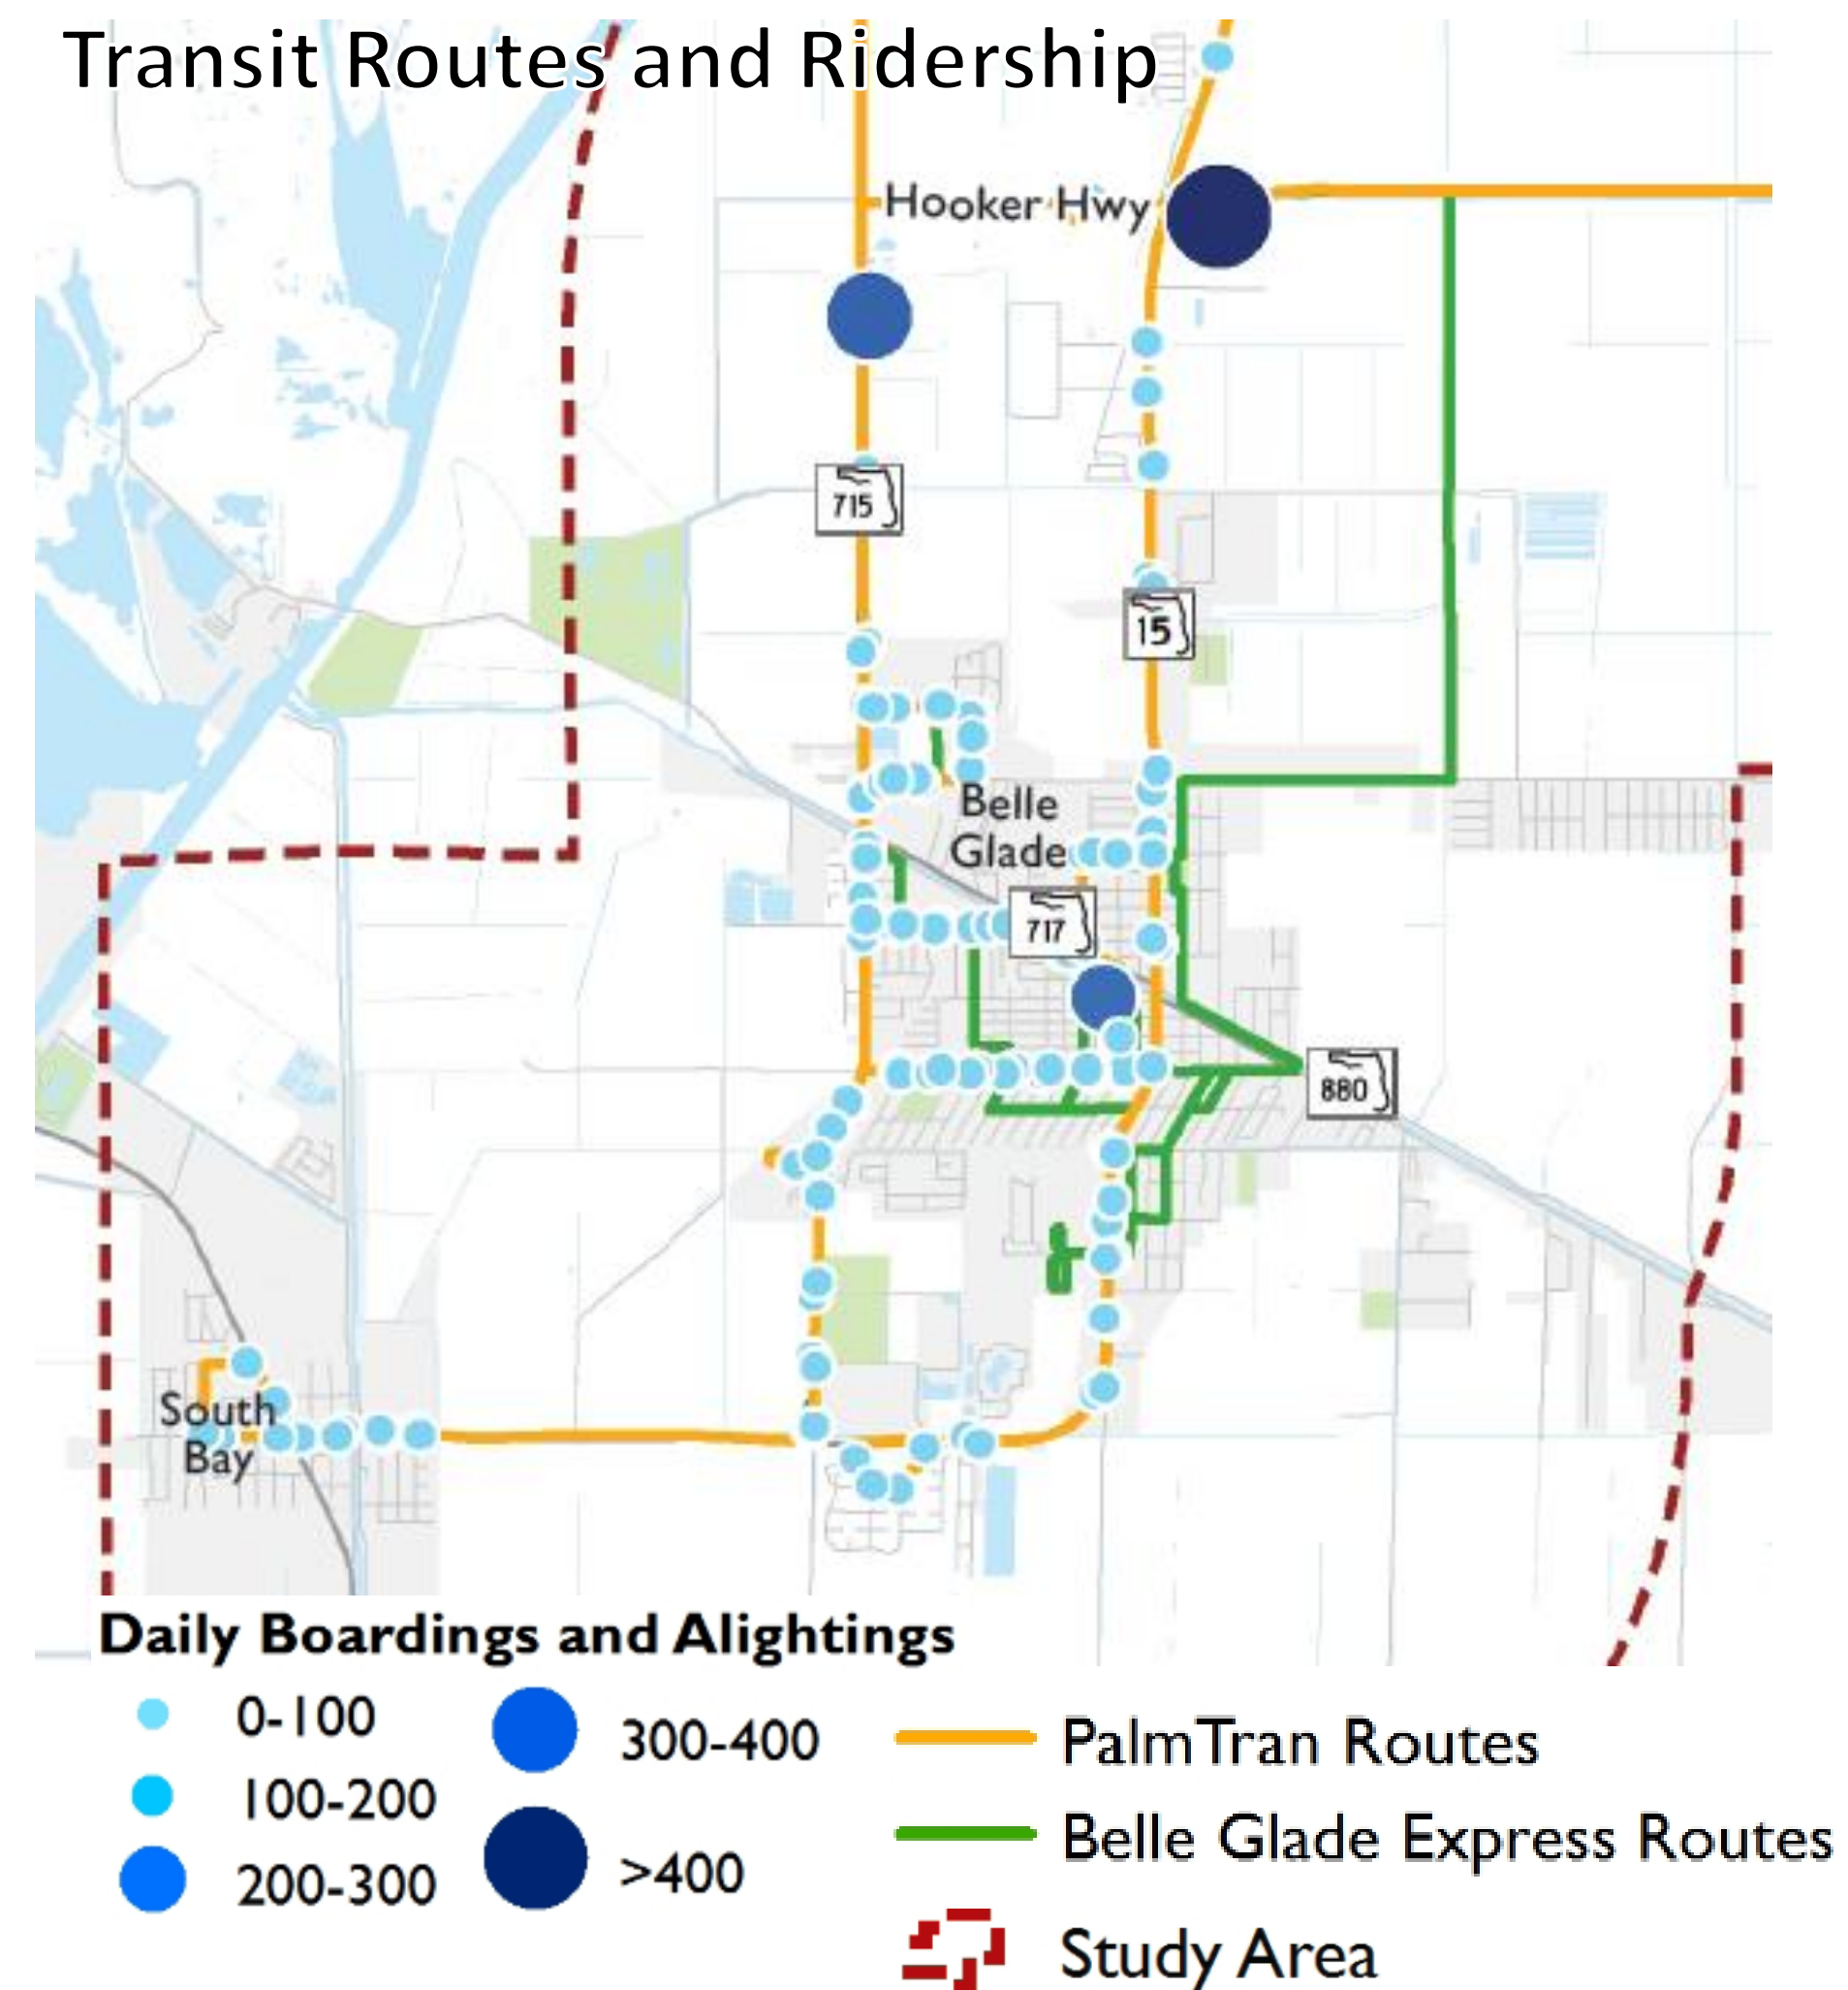 Transit Routes and Ridership
Hooker Hwy
715
15
Belle
Glade
717
880
South
Bay
Daily Boardings and Alightings
0-100
100-200
200-300
300-400
>400
PalmTran Routes
Belle Glade Express Routes
Study Area